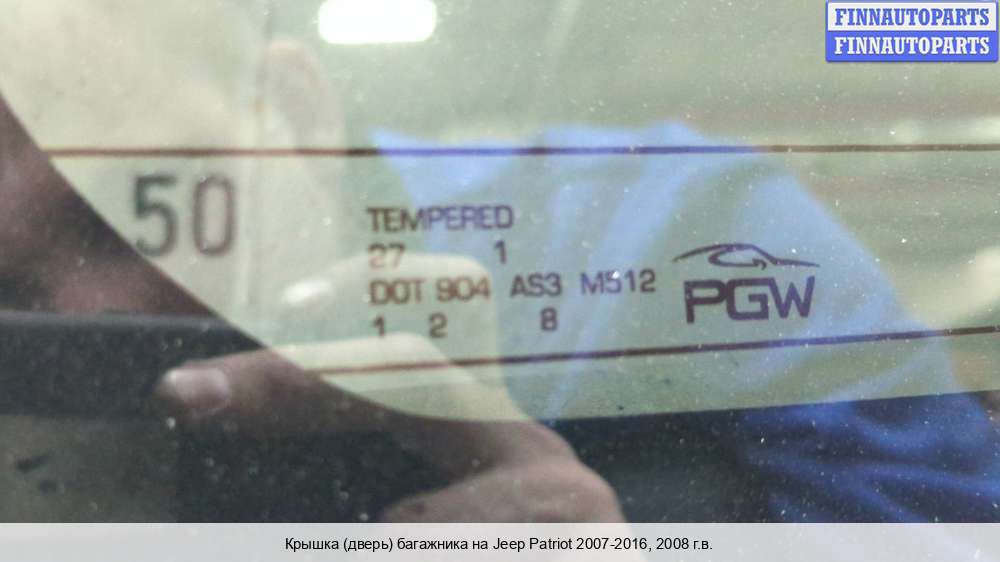 FINNAUTOPARTS
FINNAUTOPARTS
50
TEMPERED
27 1
DOT 904 AS3 M512
1 2 8
PGW
Крышка (дверь) багажника на Jeep Patriot 2007-2016, 2008 г.в.